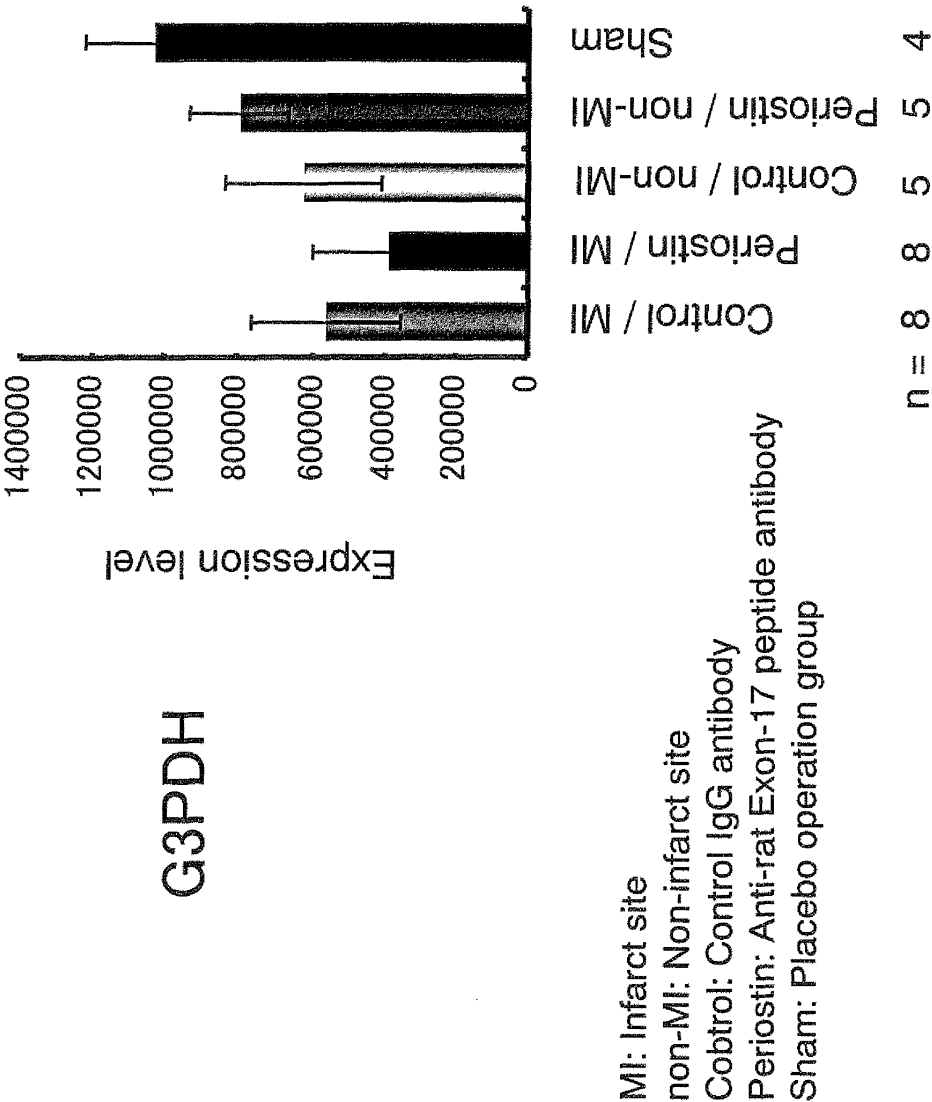 G3PDH
Expression level
1400000
1200000
1000000
800000
600000
400000
200000
0
Control / MI
Periostin / MI
Control / non-MI
Periostin / non-MI
Sham
n = 8 8 5 5 4
MI: Infarct site
non-MI: Non-infarct site
Cobtrol: Control IgG antibody
Periostin: Anti-rat Exon-17 peptide antibody
Sham: Placebo operation group